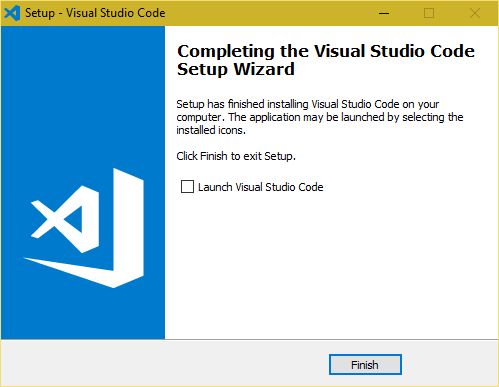 Setup - Visual Studio Code
Completing the Visual Studio Code
Setup Wizard
Setup has finished installing Visual Studio Code on your
computer. The application may be launched by selecting the
installed icons.
Click Finish to exit Setup.
Launch Visual Studio Code
Finish